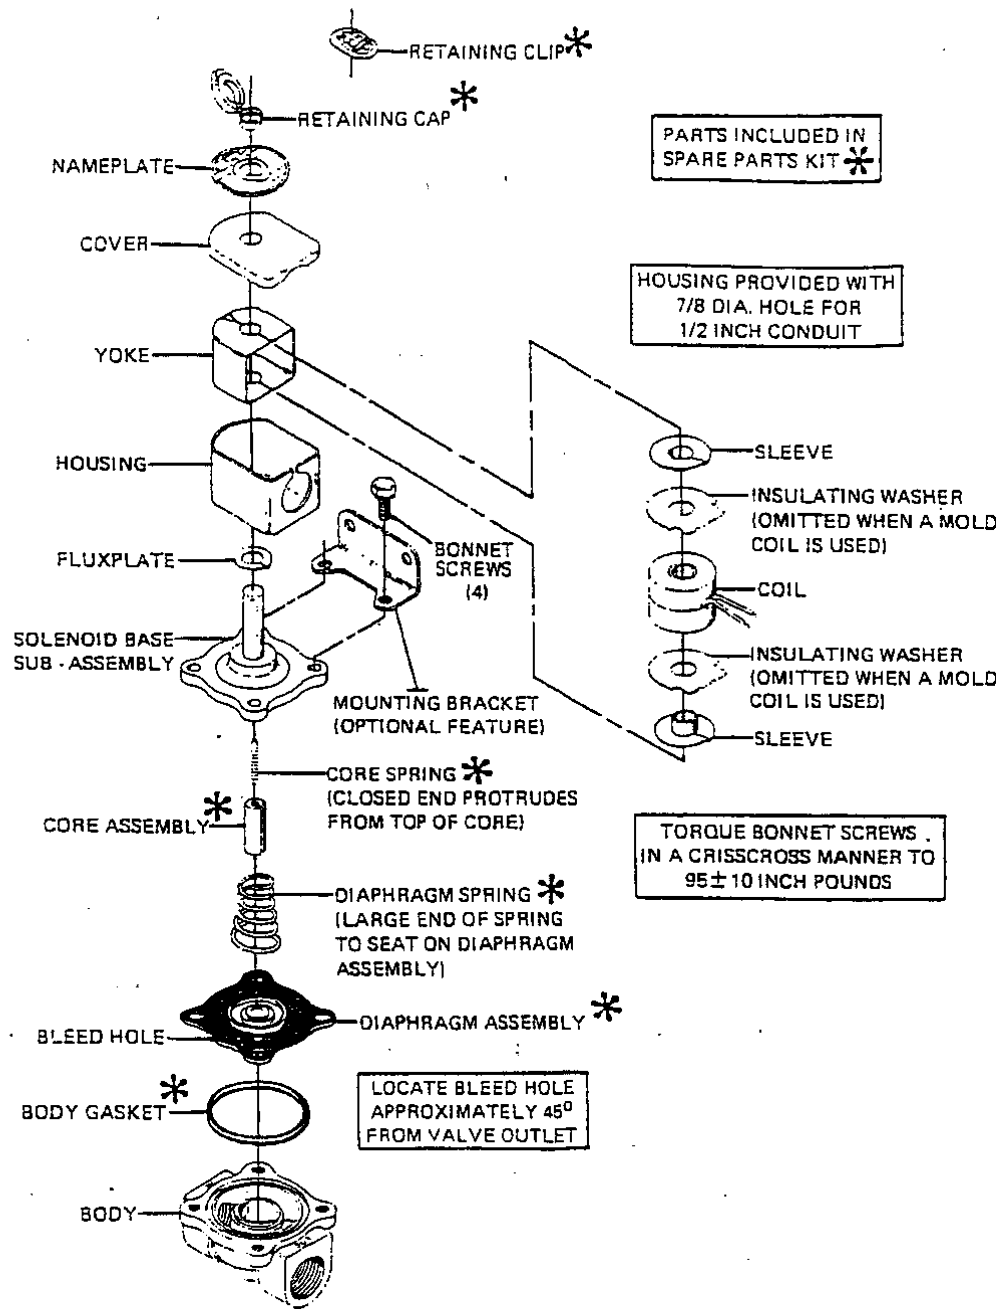 RETAINING CLIP*
RETAINING CAP*
NAMEPLATE
PARTS INCLUDED IN
SPARE PARTS KIT *
COVER
HOUSING PROVIDED WITH
7/8 DIA. HOLE FOR
1/2 INCH CONDUIT
YOKE
SLEEVE
HOUSING
INSULATING WASHER
(OMITTED WHEN A MOLD
COIL IS USED)
BONNET
SCREWS
(4)
FLUXPLATE
COIL
SOLENOID BASE
SUB - ASSEMBLY
INSULATING WASHER
(OMITTED WHEN A MOLD
COIL IS USED)
MOUNTING BRACKET
(OPTIONAL FEATURE)
SLEEVE
CORE SPRING *
(CLOSED END PROTRUDES
FROM TOP OF CORE)
CORE ASSEMBLY*
TORQUE BONNET SCREWS
IN A CRISSCROSS MANNER TO
95 ± 10 INCH POUNDS
DIAPHRAGM SPRING *
(LARGE END OF SPRING
TO SEAT ON DIAPHRAGM
ASSEMBLY)
DIAPHRAGM ASSEMBLY *
BLEED HOLE
LOCATE BLEED HOLE
APPROXIMATELY 45°
FROM VALVE OUTLET
BODY GASKET*
BODY